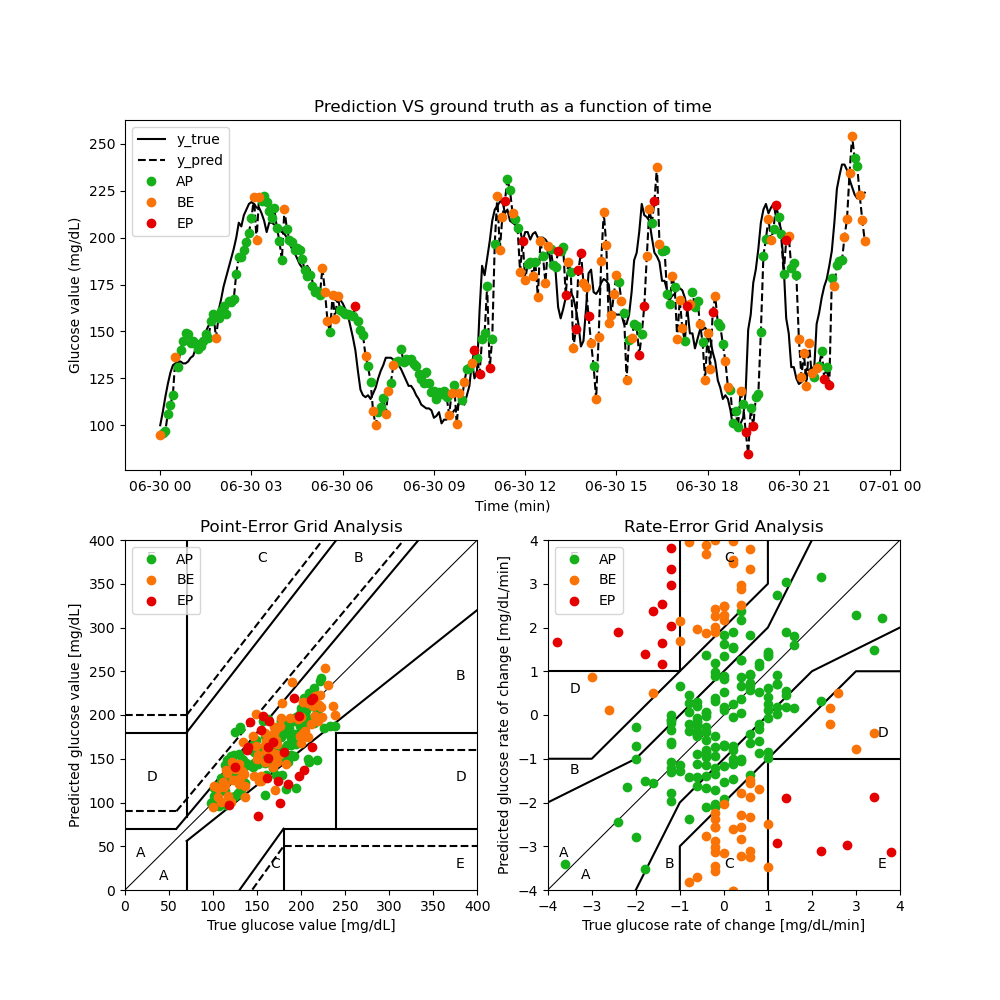 Prediction VS ground truth as a function of time
Glucose value (mg/dL)
250
225
200
175
150
125
100
y_true
y_pred
AP
BE
EP
06-30 00 06-30 03 06-30 06 06-30 09 06-30 12 06-30 15 06-30 18 06-30 21 07-01 00
Time (min)
Point-Error Grid Analysis
Predicted glucose value [mg/dL]
400
350
300
250
200
150
100
50
0
AP
BE
EP
C
B
B
D
D
A
A
C
E
0 50 100 150 200 250 300 350 400
True glucose value [mg/dL]
Rate-Error Grid Analysis
Predicted glucose rate of change [mg/dL/min]
4
3
2
1
0
−1
−2
−3
−4
AP
BE
EP
C
D
D
B
A
A
B
C
E
−4 −3 −2 −1 0 1 2 3 4
True glucose rate of change [mg/dL/min]